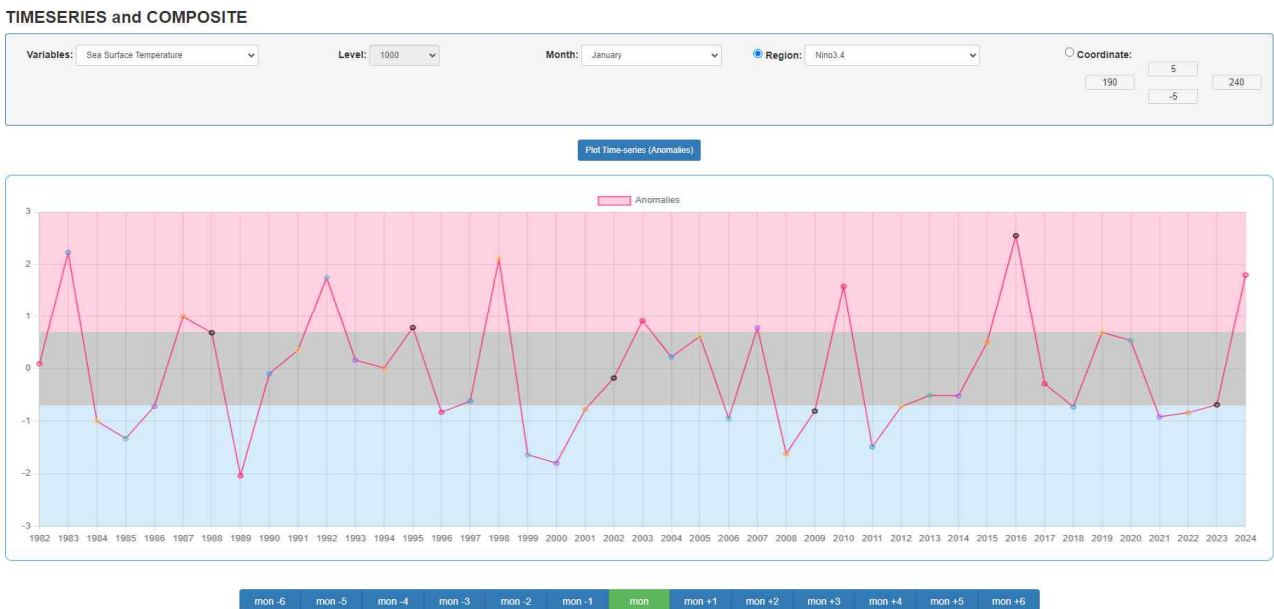 TIMESERIES and COMPOSITE
Variables: Sea Surface Temperature Level: 1000 Month: January Region: Nino3.4 Coordinate:
5
190 240
-5
Plot Time-series (Anomalies)
Anomalies
3
2
1
0
-1
-2
-3
1982 1983 1984 1985 1986 1987 1988 1989 1990 1991 1992 1993 1994 1995 1996 1997 1998 1999 2000 2001 2002 2003 2004 2005 2006 2007 2008 2009 2010 2011 2012 2013 2014 2015 2016 2017 2018 2019 2020 2021 2022 2023 2024
mon -6 mon -5 mon -4 mon -3 mon -2 mon -1 mon mon +1 mon +2 mon +3 mon +4 mon +5 mon +6